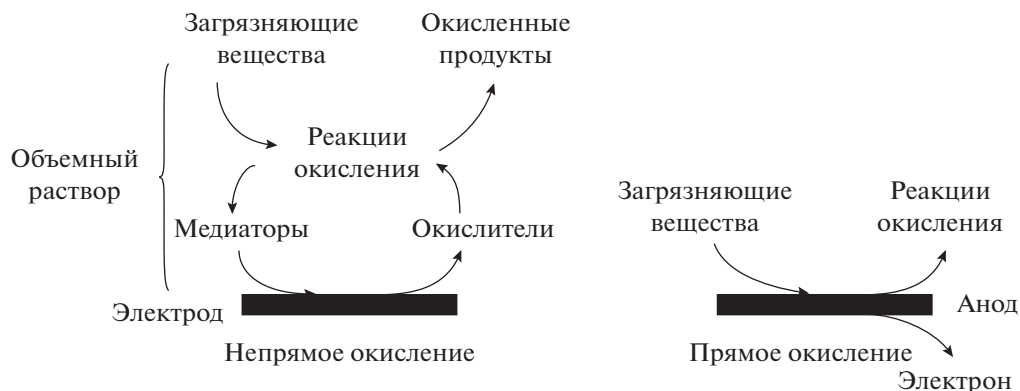 Загрязняющие
вещества
Окисленные
продукты
Реакции
окисления
Объемный
раствор
Медиаторы
Окислители
Электрод
Непрямое окисление
Загрязняющие
вещества
Реакции
окисления
Анод
Прямое окисление
Электрон